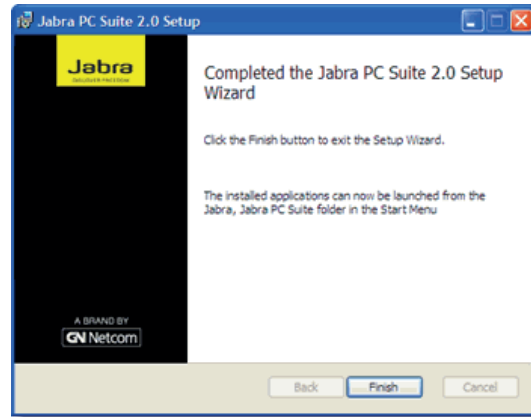 Jabra PC Suite 2.0 Setup
Jabra
Completed the Jabra PC Suite 2.0 Setup
Wizard
Click the Finish button to exit the Setup Wizard.
The installed applications can now be launched from the
Jabra, Jabra PC Suite folder in the Start Menu
A BRAND BY
GN Netcom
Back
Finish
Cancel